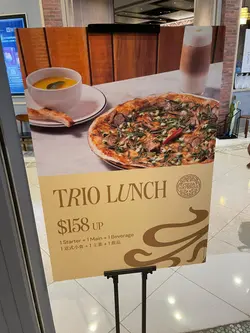 TRIO LUNCH
$158 UP
1 Starter + 1 Main + 1 Beverage